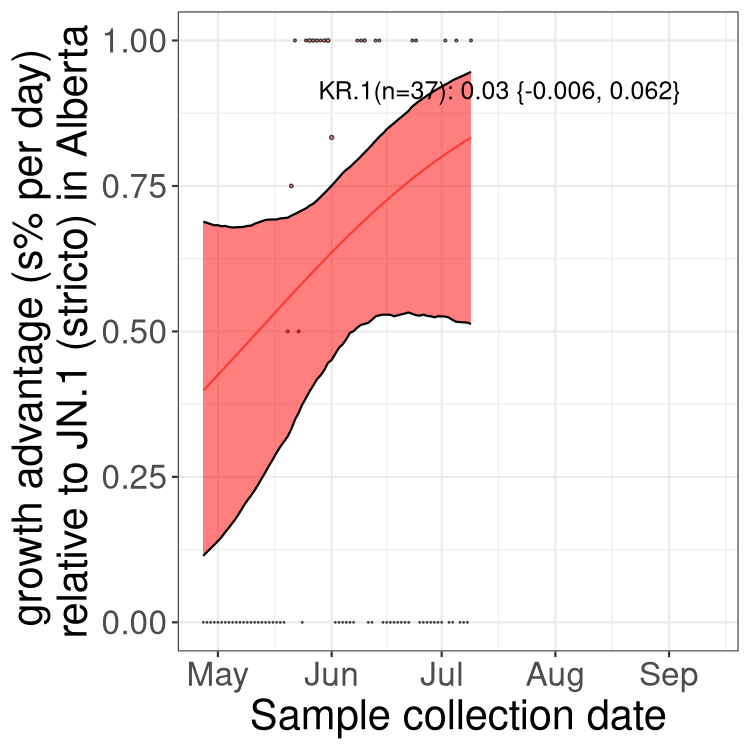 growth advantage (s% per day)
relative to JN.1 (stricto) in Alberta
1.00
0.75
0.50
0.25
0.00
KR.1(n=37): 0.03 {-0.006, 0.062}
May Jun Jul Aug Sep
Sample collection date